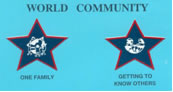 WORLD COMMUNITY
ONE FAMILY
GETTING TO
KNOW OTHERS